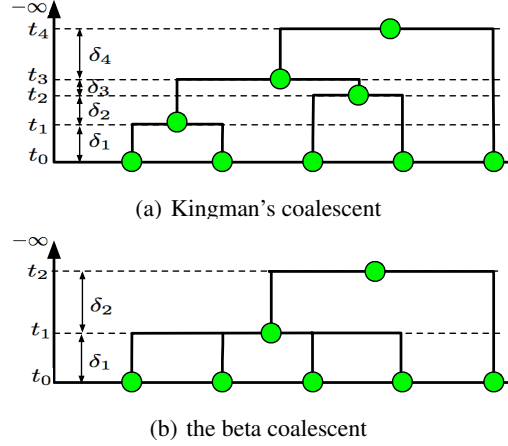 −∞
t₄
δ₄
t₃
δ₃
t₂
δ₂
t₁
δ₁
t₀
(a) Kingman's coalescent
−∞
t₂
δ₂
t₁
δ₁
t₀
(b) the beta coalescent